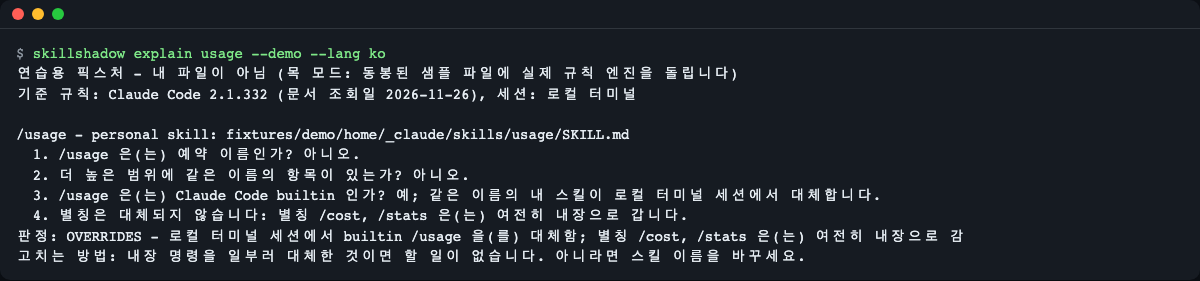 $ skillshadow explain usage --demo --lang ko
연습용 픽스처 - 내 파일이 아님 (목 모드: 동봉된 샘플 파일에 실제 규칙 엔진을 돌립니다)
기준 규칙: Claude Code 2.1.332 (문서 조회일 2026-11-26), 세션: 로컬 터미널
/usage - personal skill: fixtures/demo/home/_claude/skills/usage/SKILL.md
1. /usage 은(는) 예약 이름인가? 아니오.
2. 더 높은 범위에 같은 이름의 항목이 있는가? 아니오.
3. /usage 은(는) Claude Code builtin 인가? 예; 같은 이름의 내 스킬이 로컬 터미널 세션에서 대체합니다.
4. 별칭은 대체되지 않습니다: 별칭 /cost, /stats 은(는) 여전히 내장으로 갑니다.
판정: OVERRIDES - 로컬 터미널 세션에서 builtin /usage 을(를) 대체함; 별칭 /cost, /stats 은(는) 여전히 내장으로 감
고치는 방법: 내장 명령을 일부러 대체한 것이면 할 일이 없습니다. 아니라면 스킬 이름을 바꾸세요.